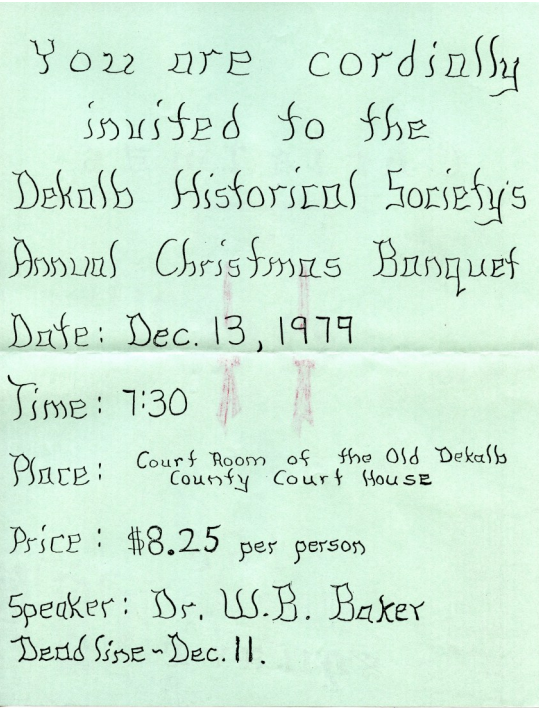 You are cordially
invited to the
Dekalb Historical Society's
Annual Christmas Banquet
Date: Dec. 13, 1979
Time: 7:30
Place: Court Room of the Old Dekalb
County Court House
Price: $8.25 per person
Speaker: Dr. W.B. Baker
Deadline - Dec. 11.